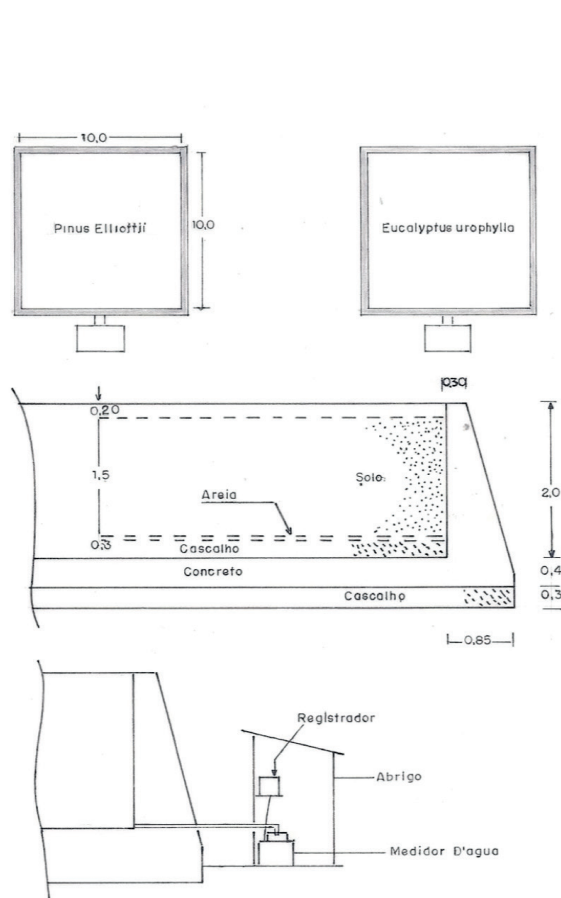 10,0
Pinus Elliottii
10,0
Eucalyptus urophylla
0,30
0,20
1,5
Solo
2,0
Areia
0,3
Cascalho
Concreto
0,4
Cascalho
0,3
0,85
Registrador
Abrigo
Medidor D'agua